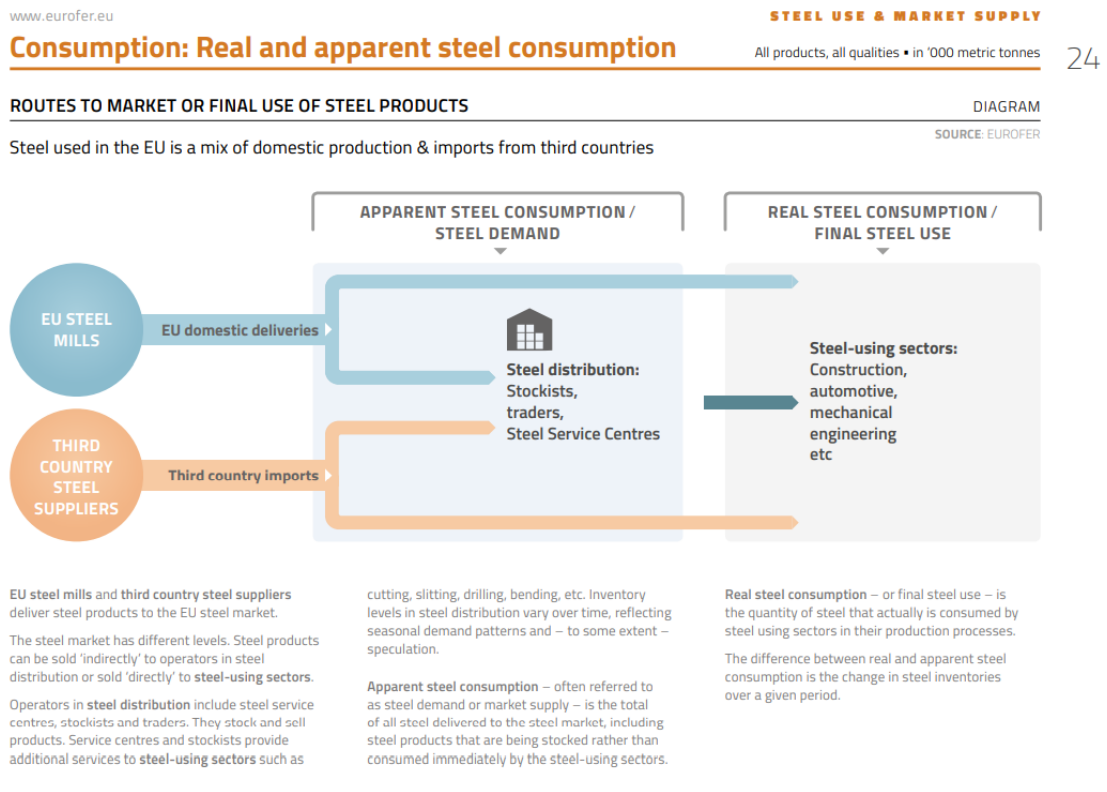 www.eurofer.eu
STEEL USE & MARKET SUPPLY
Consumption: Real and apparent steel consumption
All products, all qualities ▪ in '000 metric tonnes
24
ROUTES TO MARKET OR FINAL USE OF STEEL PRODUCTS
DIAGRAM
SOURCE: EUROFER
Steel used in the EU is a mix of domestic production & imports from third countries
APPARENT STEEL CONSUMPTION /
STEEL DEMAND
REAL STEEL CONSUMPTION /
FINAL STEEL USE
EU STEEL
MILLS
EU domestic deliveries
Steel distribution:
Stockists,
traders,
Steel Service Centres
Steel-using sectors:
Construction,
automotive,
mechanical
engineering
etc
THIRD
COUNTRY
STEEL
SUPPLIERS
Third country imports
EU steel mills and third country steel suppliers
deliver steel products to the EU steel market.
The steel market has different levels. Steel products
can be sold 'indirectly' to operators in steel
distribution or sold 'directly' to steel-using sectors.
Operators in steel distribution include steel service
centres, stockists and traders. They stock and sell
products. Service centres and stockists provide
additional services to steel-using sectors such as
cutting, slitting, drilling, bending, etc. Inventory
levels in steel distribution vary over time, reflecting
seasonal demand patterns and – to some extent –
speculation.
Apparent steel consumption – often referred to
as steel demand or market supply – is the total
of all steel delivered to the steel market, including
steel products that are being stocked rather than
consumed immediately by the steel-using sectors.
Real steel consumption – or final steel use – is
the quantity of steel that actually is consumed by
steel using sectors in their production processes.
The difference between real and apparent steel
consumption is the change in steel inventories
over a given period.